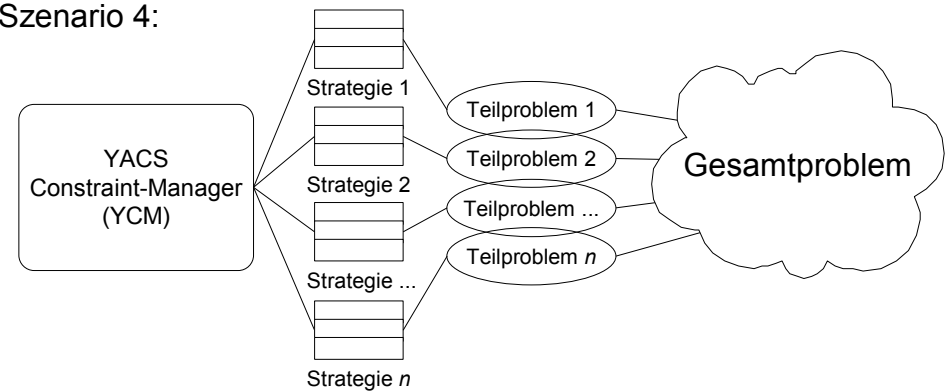 Szenario 4:
YACS
Constraint-Manager
(YCM)
Strategie 1
Strategie 2
Strategie ...
Strategie n
Teilproblem 1
Teilproblem 2
Teilproblem ...
Teilproblem n
Gesamtproblem